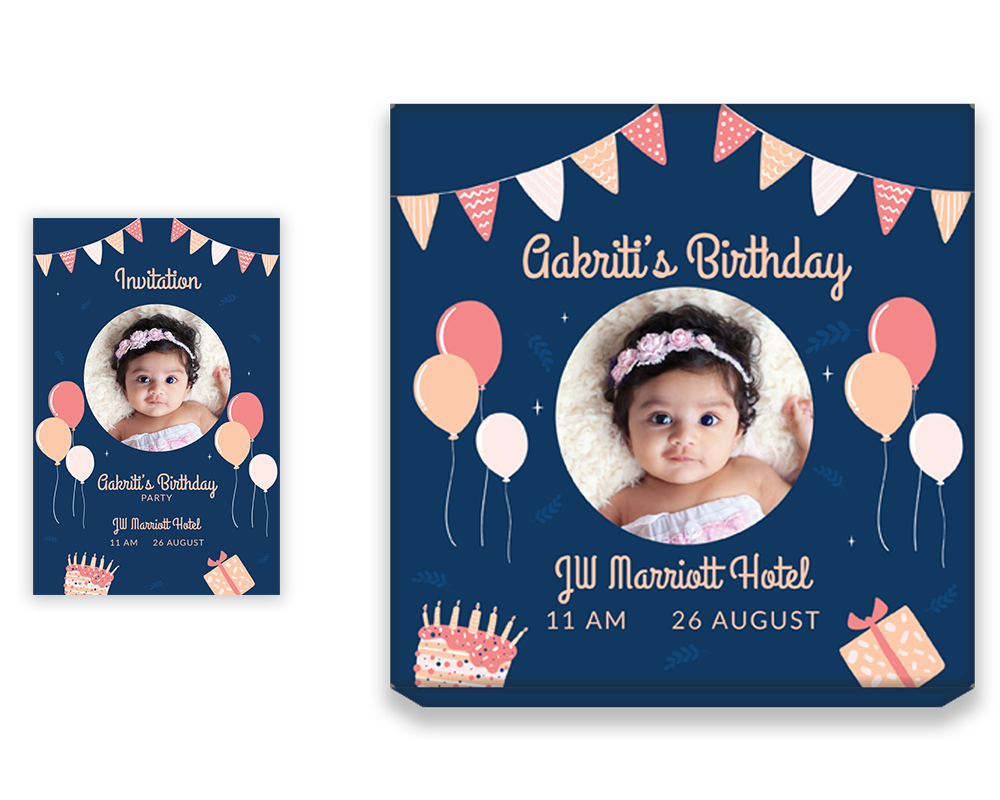 Invitation
Aakriti's Birthday
PARTY
JW Marriott Hotel
11 AM 26 AUGUST
Aakriti's Birthday
JW Marriott Hotel
11 AM 26 AUGUST